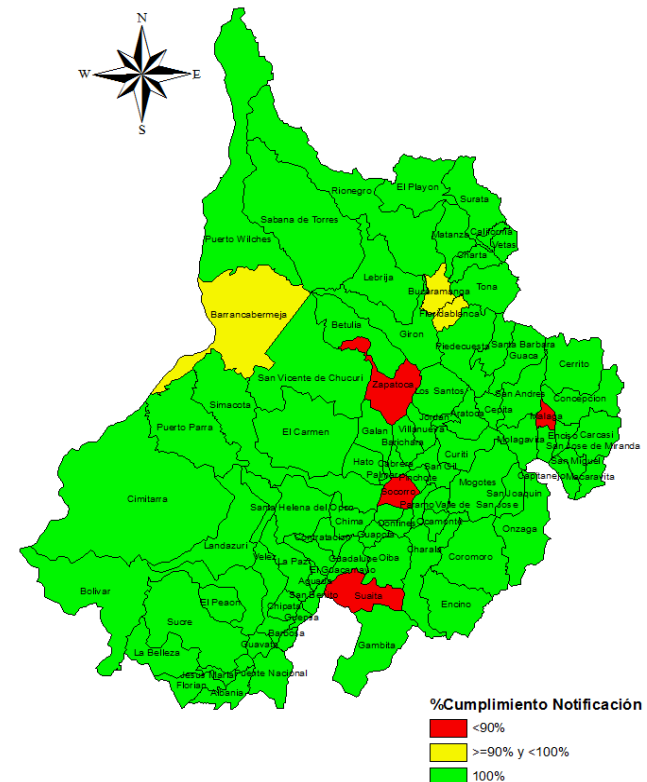 N
W
E
S
El Playon
Rionegro
Surata
Sabana de Torres
California
Matanza
Puerto Wilches
Vetas
Charta
Lebrija
Tona
Bucaramanga
Barrancabermeja
Floridablanca
Betulia
Giron
Piedecuesta
Santa Barbara
Guaca
Cerrito
San Vicente de Chucuri
Zapatoca
Los Santos
San Andres
Concepcion
Simacota
Jordan
Aratoca
Cepita
Malaga
Puerto Parra
El Carmen
Galan
Villanueva
Molagavita
Enciso
Carcasi
Barichara
San Jose de Miranda
Curiti
Hato
Cabrera
San Gil
San Miguel
Palmar
Pinchote
Mogotes
Capitanejo
Macaravita
Cimitarra
Socorro
San Joaquin
Santa Helena del Opon
Paramo
Valle de San Jose
Chima
Confines
Ocamonte
Onzaga
Contratacion
Guapota
Landazuri
Charala
Velez
La Paz
Guadalupe
Oiba
Coromoro
El Guacamayo
Aguada
Bolivar
San Benito
Suaita
El Peñon
Chipata
Encino
Guepsa
Sucre
Barbosa
Guavata
Gambita
La Belleza
Jesus Maria
Puente Nacional
Florian
Albania
%Cumplimiento Notificación
<90%
>=90% y <100%
100%